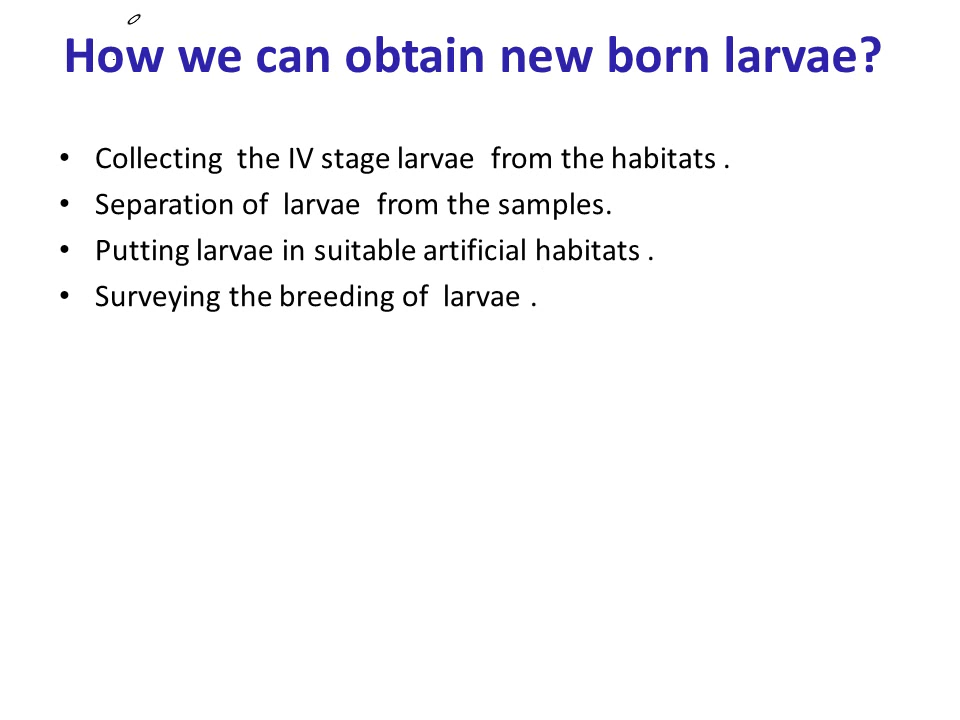 How we can obtain new born larvae?
• Collecting the IV stage larvae from the habitats .
• Separation of larvae from the samples.
• Putting larvae in suitable artificial habitats .
• Surveying the breeding of larvae .